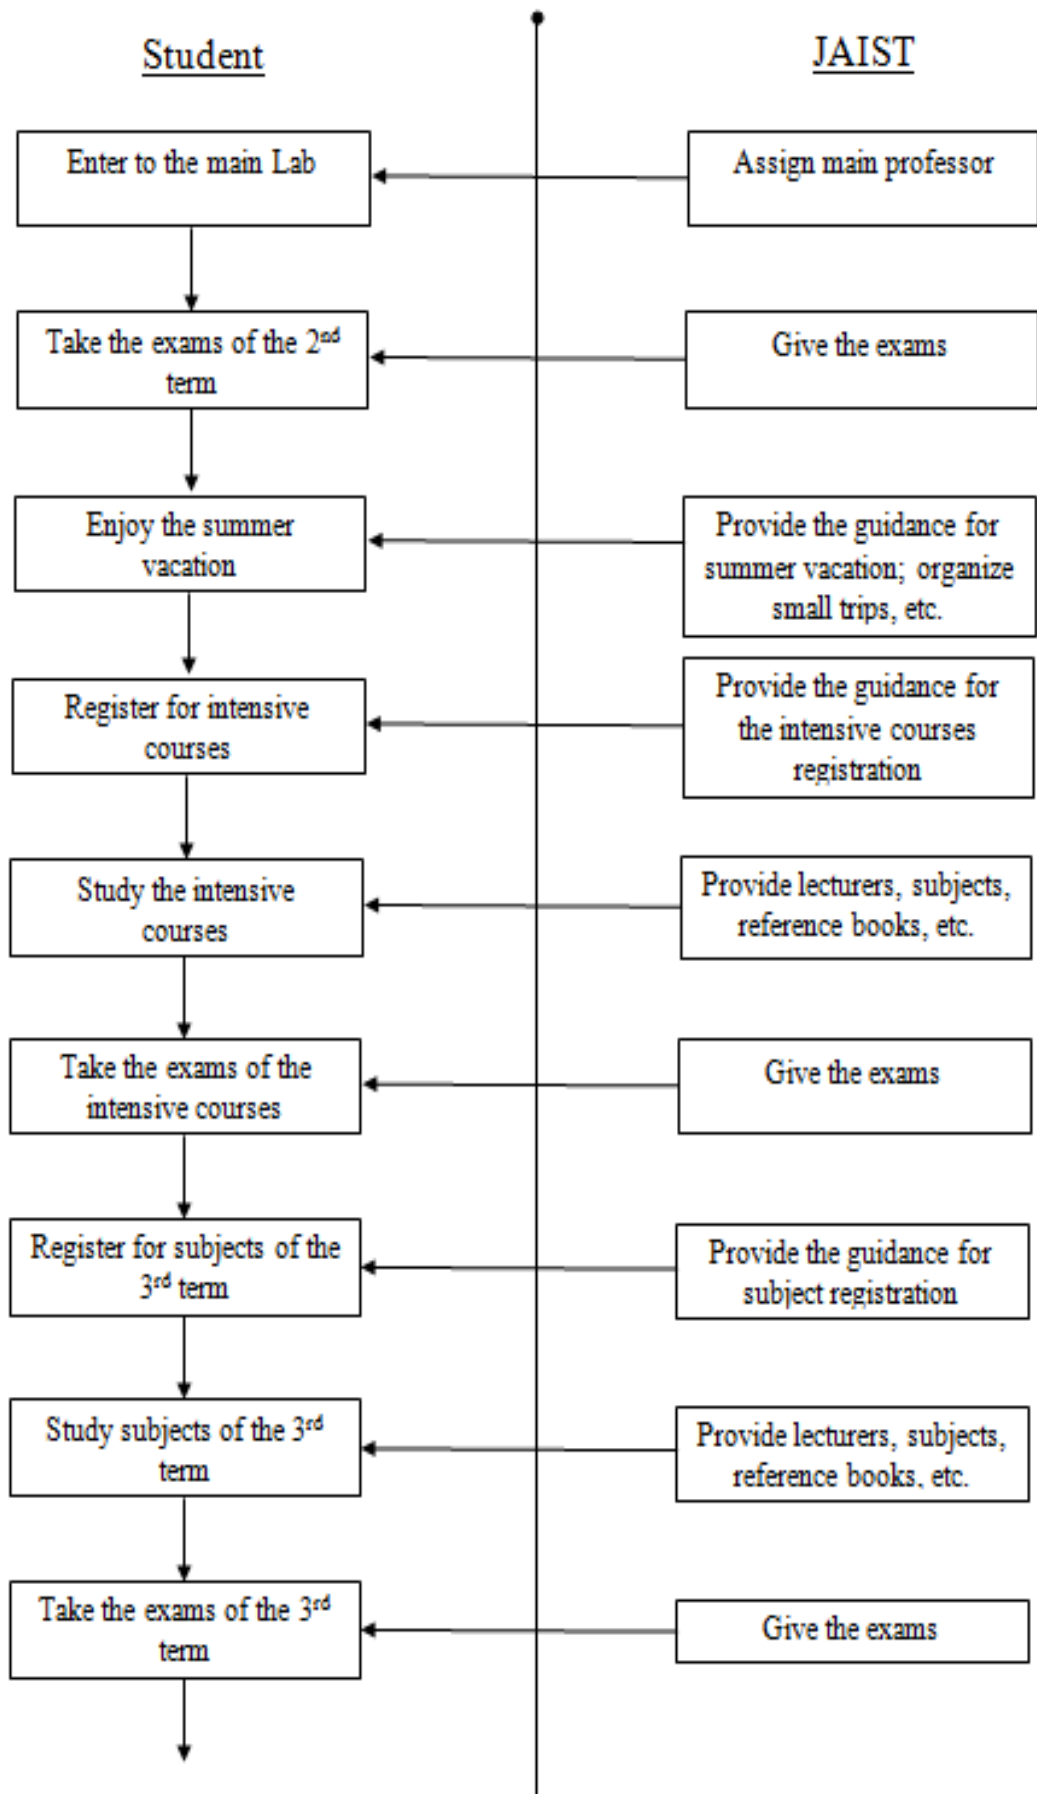 Student
JAIST
Enter to the main Lab
Assign main professor
Take the exams of the 2nd
term
Give the exams
Enjoy the summer
vacation
Provide the guidance for
summer vacation; organize
small trips, etc.
Register for intensive
courses
Provide the guidance for
the intensive courses
registration
Study the intensive
courses
Provide lecturers, subjects,
reference books, etc.
Take the exams of the
intensive courses
Give the exams
Register for subjects of the
3rd term
Provide the guidance for
subject registration
Study subjects of the 3rd
term
Provide lecturers, subjects,
reference books, etc.
Take the exams of the 3rd
term
Give the exams